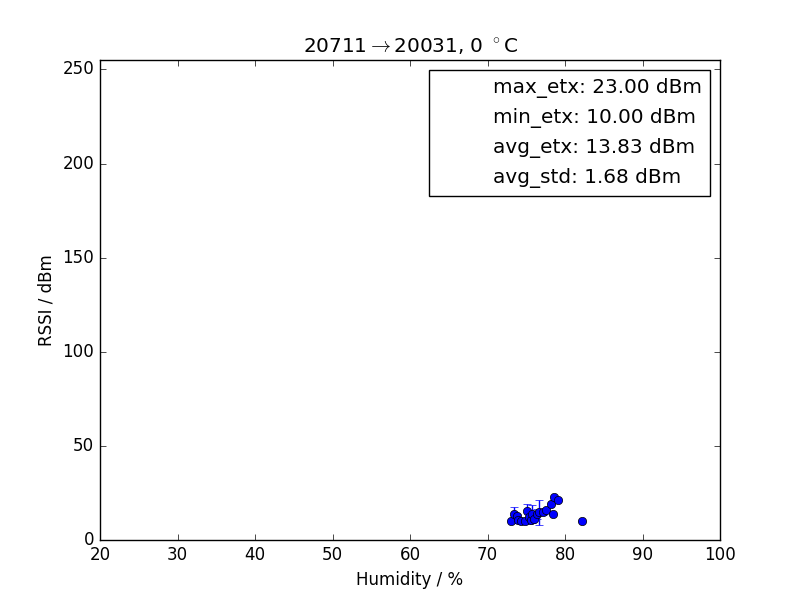 20711→20031, 0 °C
max_etx: 23.00 dBm
min_etx: 10.00 dBm
avg_etx: 13.83 dBm
avg_std: 1.68 dBm
250
200
150
100
50
0
RSSI / dBm
20 30 40 50 60 70 80 90 100
Humidity / %